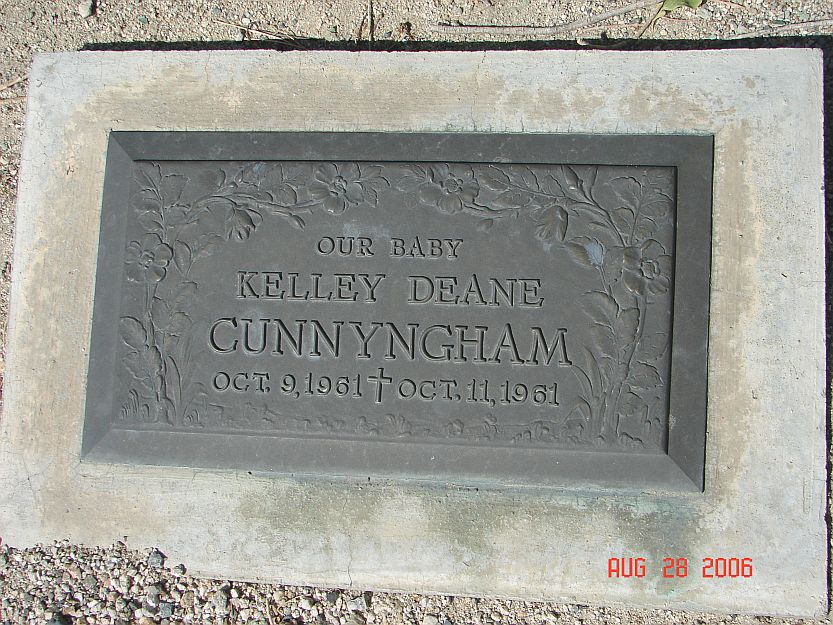 OUR BABY
KELLEY DEANE
CUNNYNGHAM
OCT. 9, 1961 † OCT. 11, 1961
AUG 28 2006